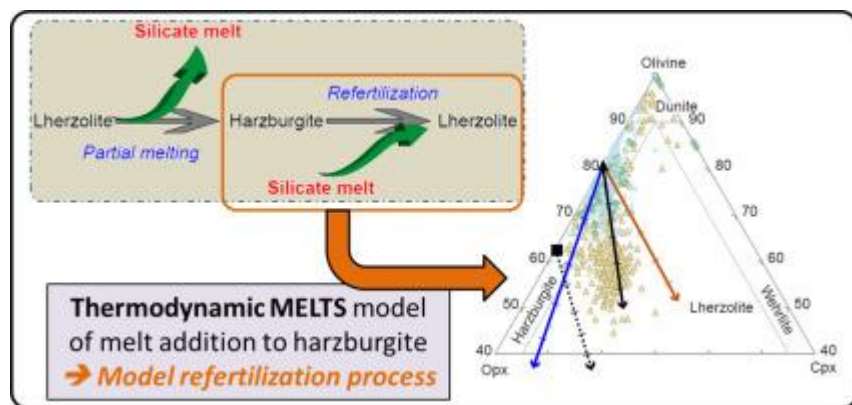 Silicate melt
Lherzolite
Partial melting
Harzburgite
Refertilization
Lherzolite
Silicate melt
Thermodynamic MELTS model
of melt addition to harzburgite
➔ Model refertilization process
Olivine
Dunite
90
90
80
80
70
70
60
60
50
50
40
40
Harzburgite
Lherzolite
Wehrlite
Opx
Cpx